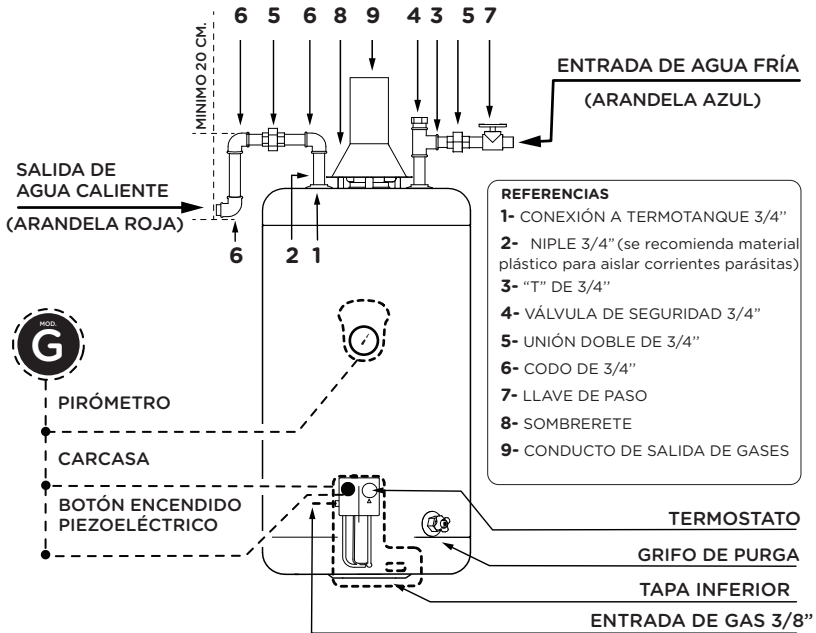 6 5 6 8 9 4 3 5 7
MINIMO 20 CM.
ENTRADA DE AGUA FRÍA
(ARANDELA AZUL)
SALIDA DE
AGUA CALIENTE
(ARANDELA ROJA)
6 2 1
REFERENCIAS
1- CONEXIÓN A TERMOTANQUE 3/4’’
2- NIPLE 3/4” (se recomienda material
plástico para aislar corrientes parásitas)
3- “T” DE 3/4’’
4- VÁLVULA DE SEGURIDAD 3/4”
5- UNIÓN DOBLE DE 3/4’’
6- CODO DE 3/4’’
7- LLAVE DE PASO
8- SOMBRERETE
9- CONDUCTO DE SALIDA DE GASES
MOD.
G
PIRÓMETRO
CARCASA
BOTÓN ENCENDIDO
PIEZOELÉCTRICO
TERMOSTATO
GRIFO DE PURGA
TAPA INFERIOR
ENTRADA DE GAS 3/8”